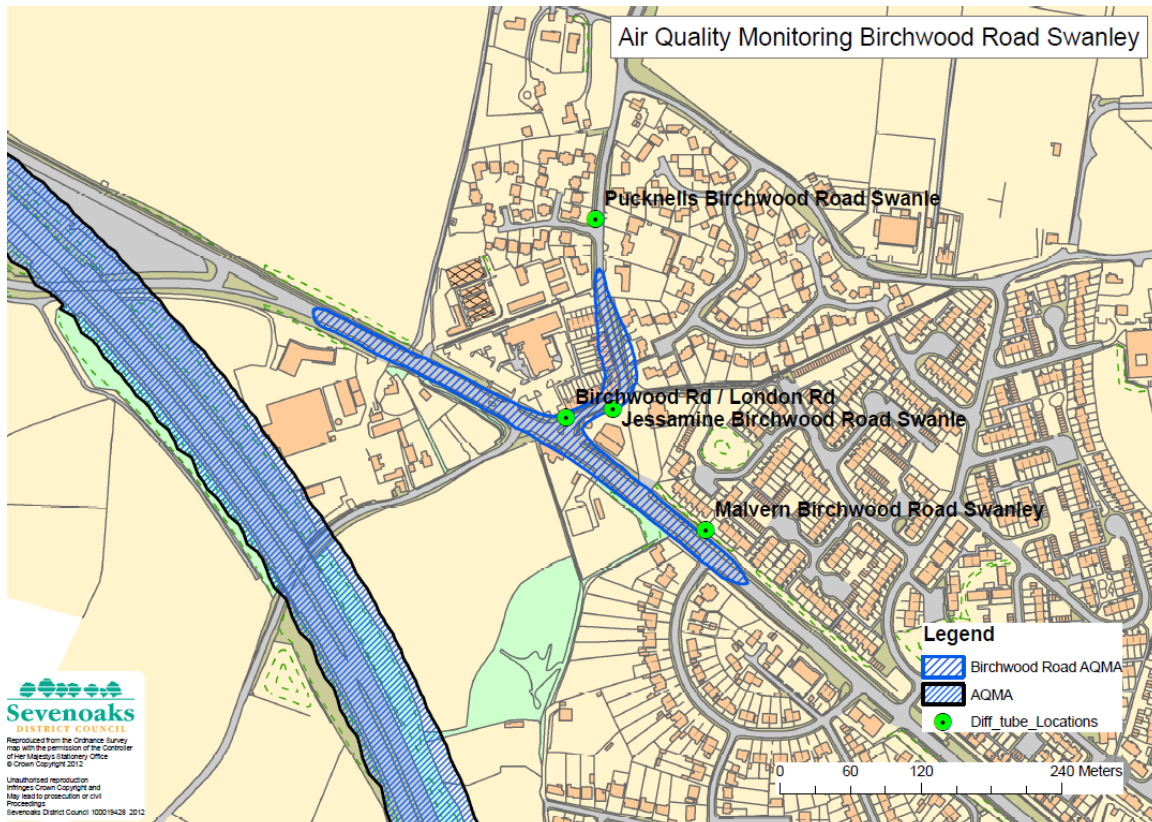 Air Quality Monitoring Birchwood Road Swanley
Pucknells Birchwood Road Swanle
Birchwood Rd / London Rd
Jessamine Birchwood Road Swanle
Malvern Birchwood Road Swanley
Legend
Birchwood Road AQMA
AQMA
Diff_tube_Locations
0 60 120 240 Meters
Sevenoaks
DISTRICT COUNCIL
Reproduced from the Ordnance Survey
map with the permission of the Controller
of Her Majestys Stationery Office
© Crown Copyright 2012
Unauthorised reproduction
Infringes Crown Copyright and
May lead to prosecution or civil
Proceedings
Sevenoaks District Council 100019428 2012